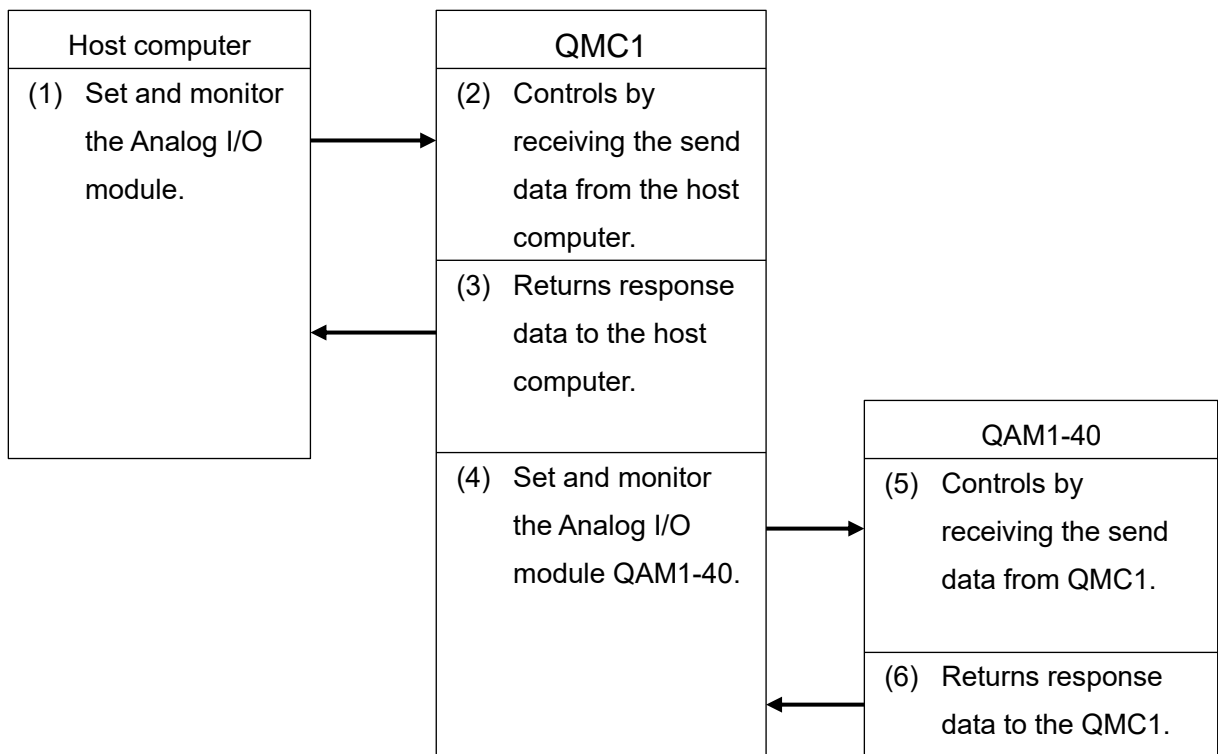 Host computer
(1) Set and monitor
the Analog I/O
module.
QMC1
(2) Controls by
receiving the send
data from the host
computer.
(3) Returns response
data to the host
computer.
(4) Set and monitor
the Analog I/O
module QAM1-40.
QAM1-40
(5) Controls by
receiving the send
data from QMC1.
(6) Returns response
data to the QMC1.